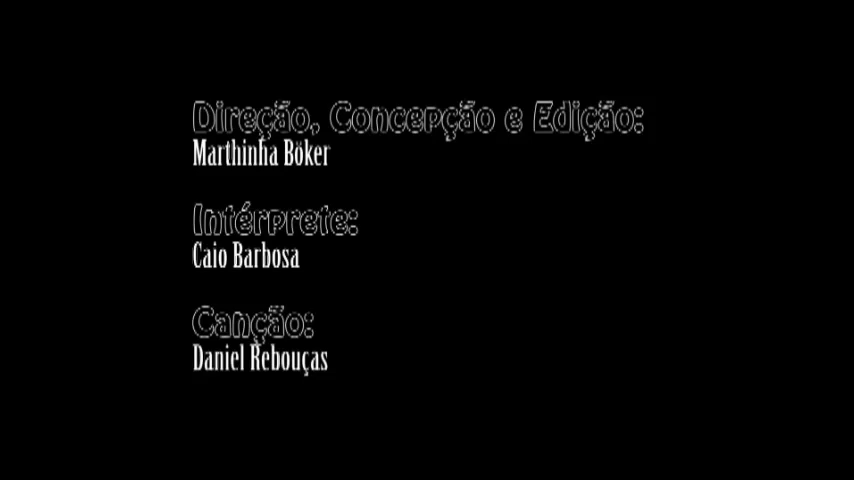 Direção, Concepção e Edição:
Marthinha Böker
Intérprete:
Caio Barbosa
Canção:
Daniel Rebouças